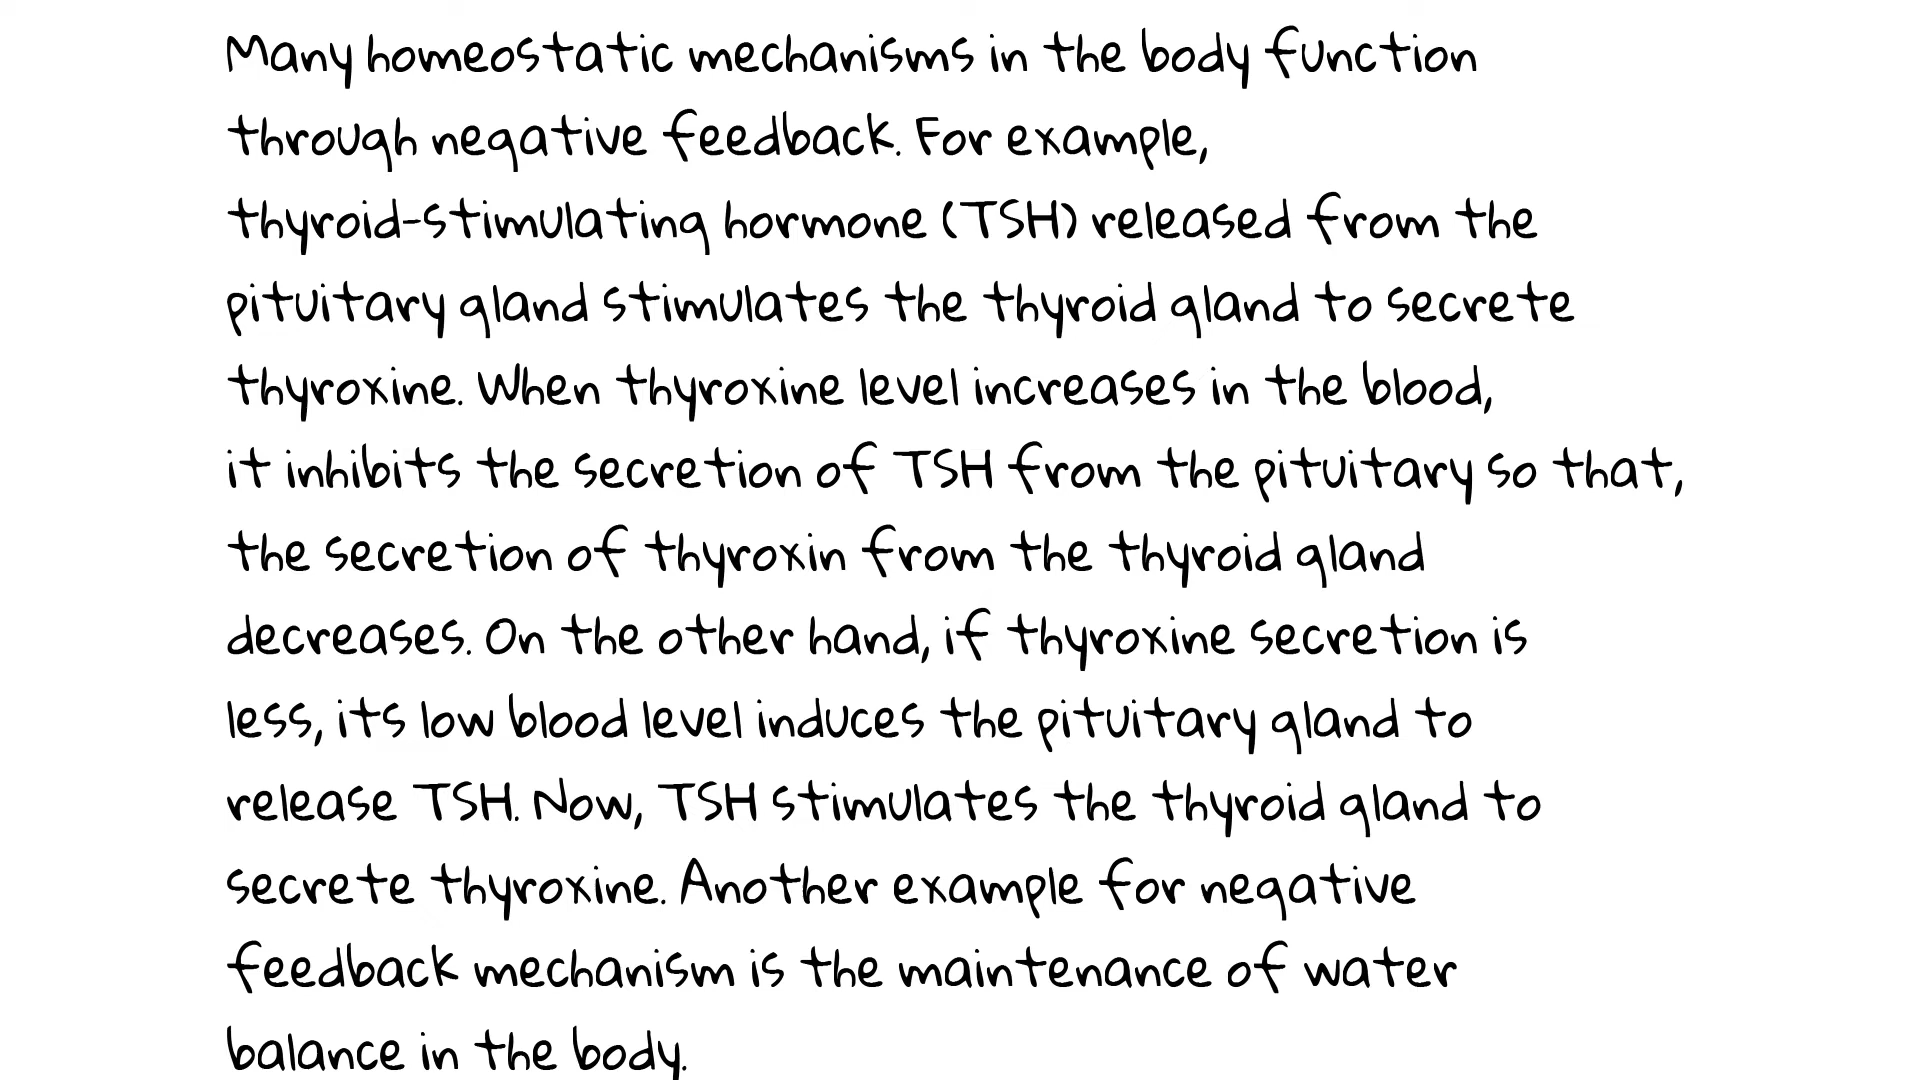 Many homeostatic mechanisms in the body function
through negative feedback. For example,
thyroid-stimulating hormone (TSH) released from the
pituitary gland stimulates the thyroid gland to secrete
thyroxine. When thyroxine level increases in the blood,
it inhibits the secretion of TSH from the pituitary so that,
the secretion of thyroxin from the thyroid gland
decreases. On the other hand, if thyroxine secretion is
less, its low blood level induces the pituitary gland to
release TSH. Now, TSH stimulates the thyroid gland to
secrete thyroxine. Another example for negative
feedback mechanism is the maintenance of water
balance in the body.